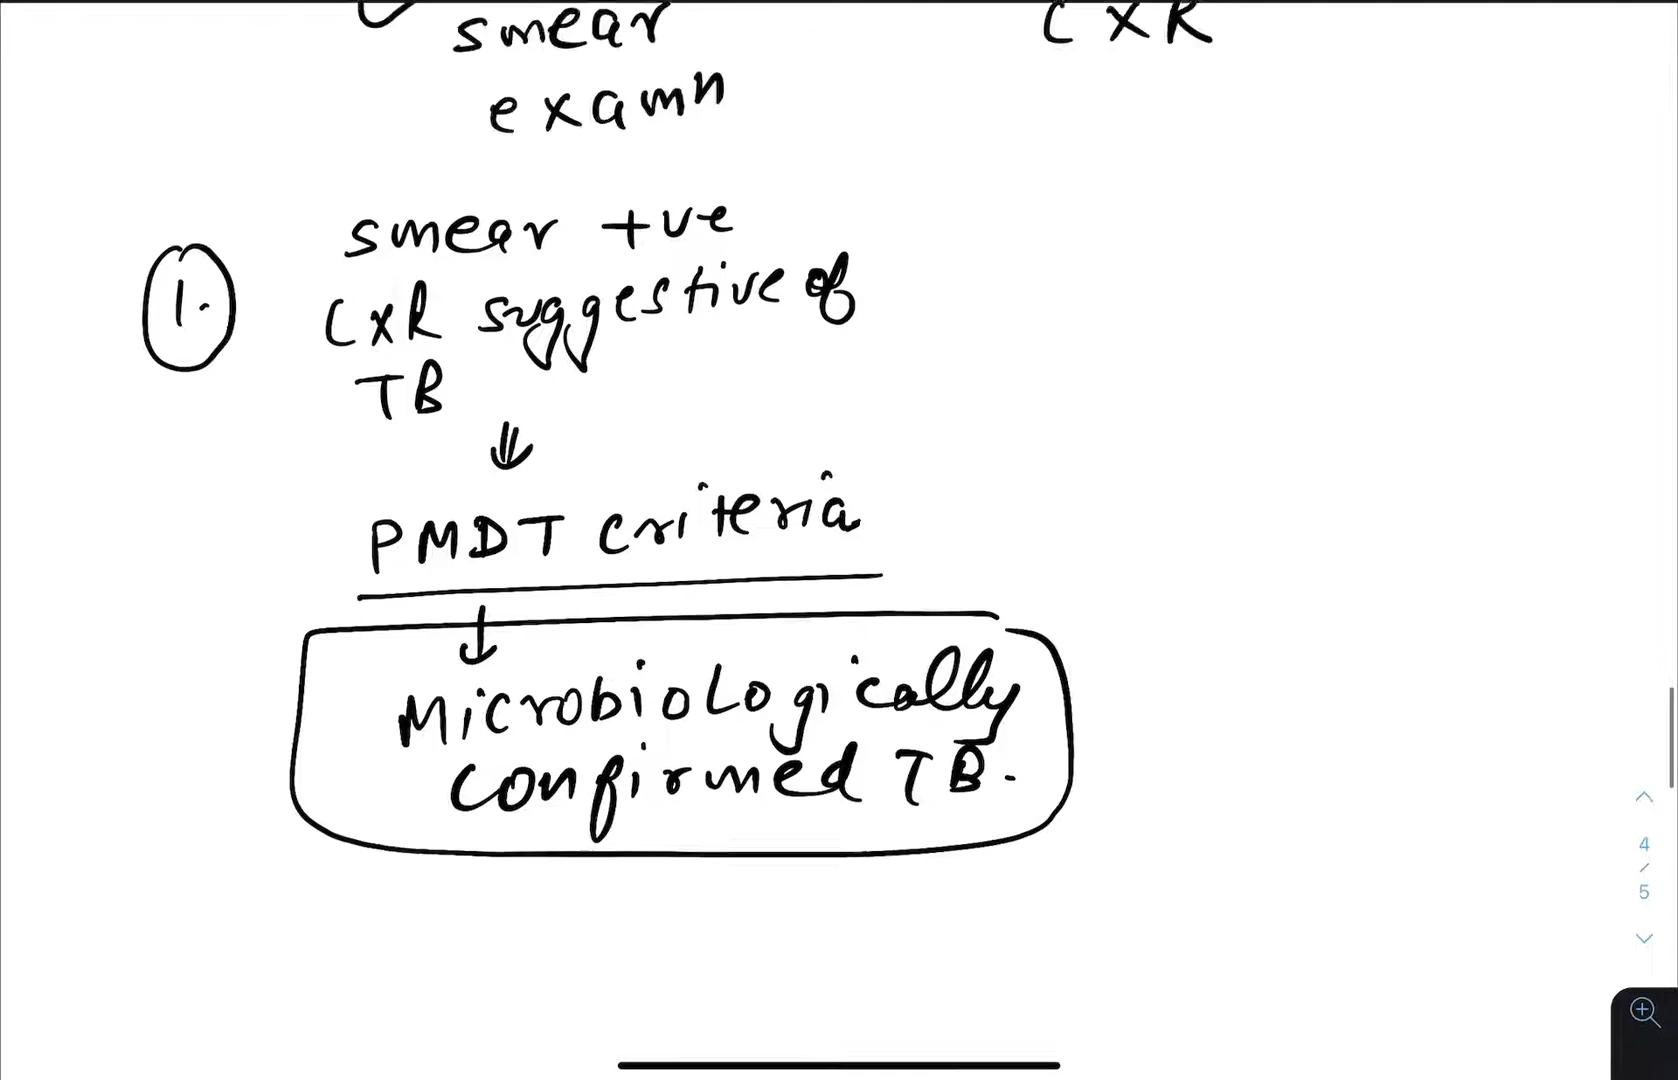 smear
CXR
examn
1.
smear +ve
CXR suggestive of
TB
PMDT criteria
Microbiologically
confirmed TB.
4
/
5